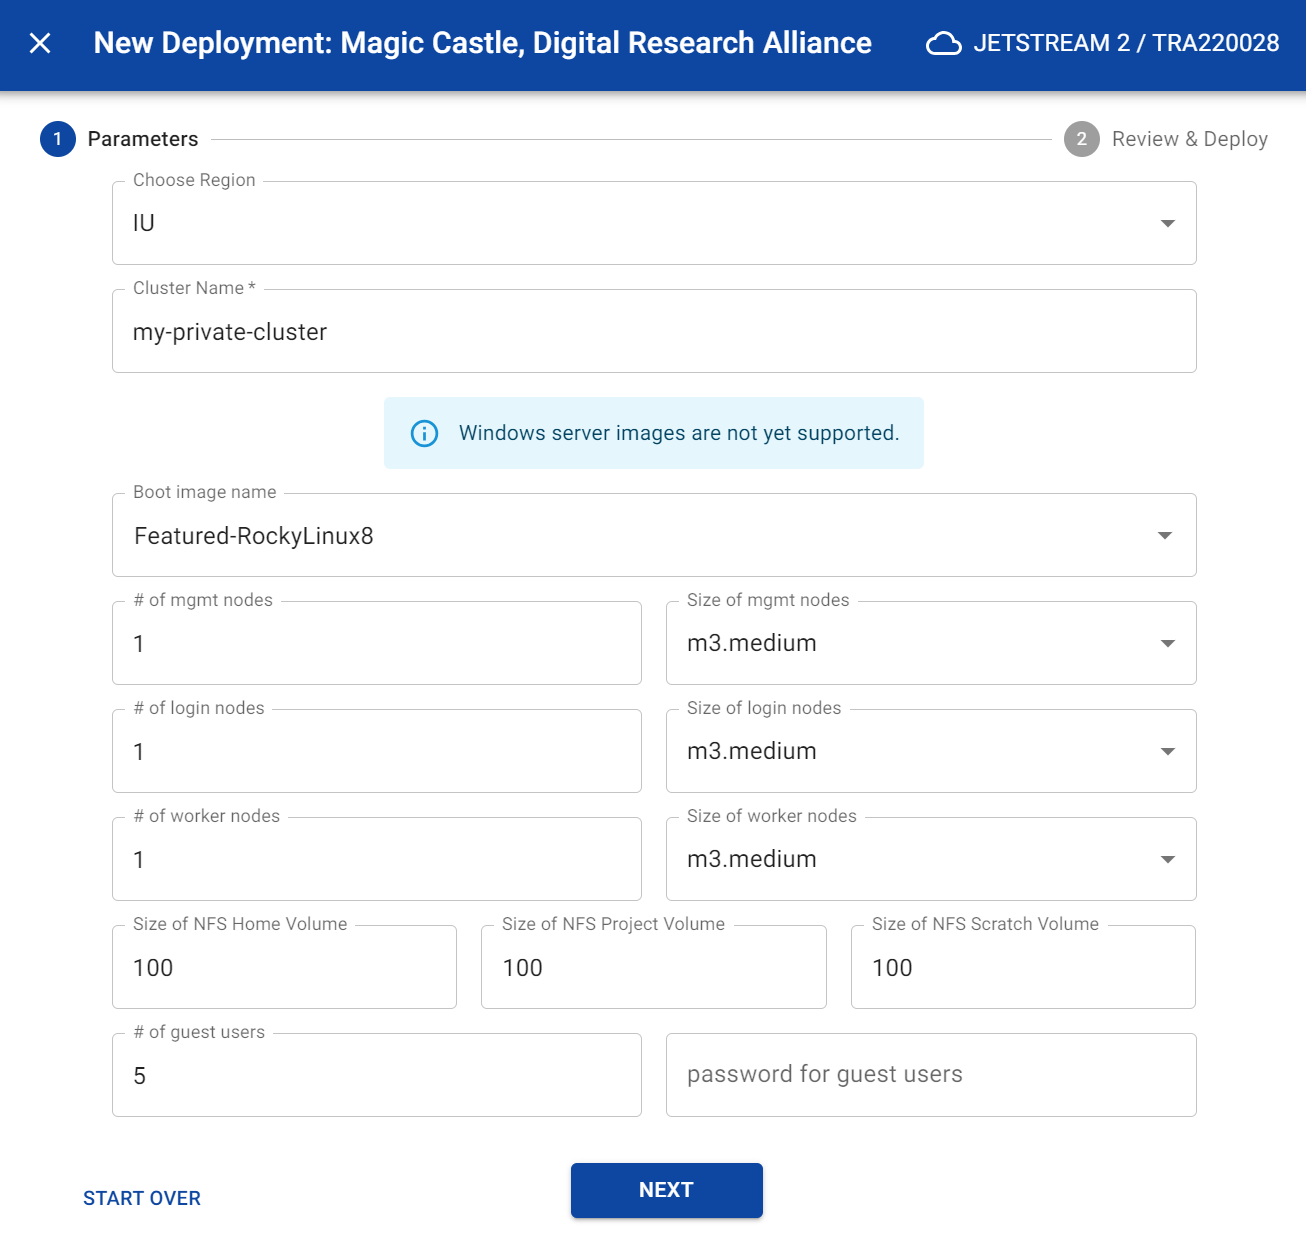 New Deployment: Magic Castle, Digital Research Alliance
JETSTREAM 2 / TRA220028
1 Parameters
2 Review & Deploy
Choose Region
IU
Cluster Name *
my-private-cluster
Windows server images are not yet supported.
Boot image name
Featured-RockyLinux8
# of mgmt nodes
1
Size of mgmt nodes
m3.medium
# of login nodes
1
Size of login nodes
m3.medium
# of worker nodes
1
Size of worker nodes
m3.medium
Size of NFS Home Volume
100
Size of NFS Project Volume
100
Size of NFS Scratch Volume
100
# of guest users
5
password for guest users
START OVER
NEXT